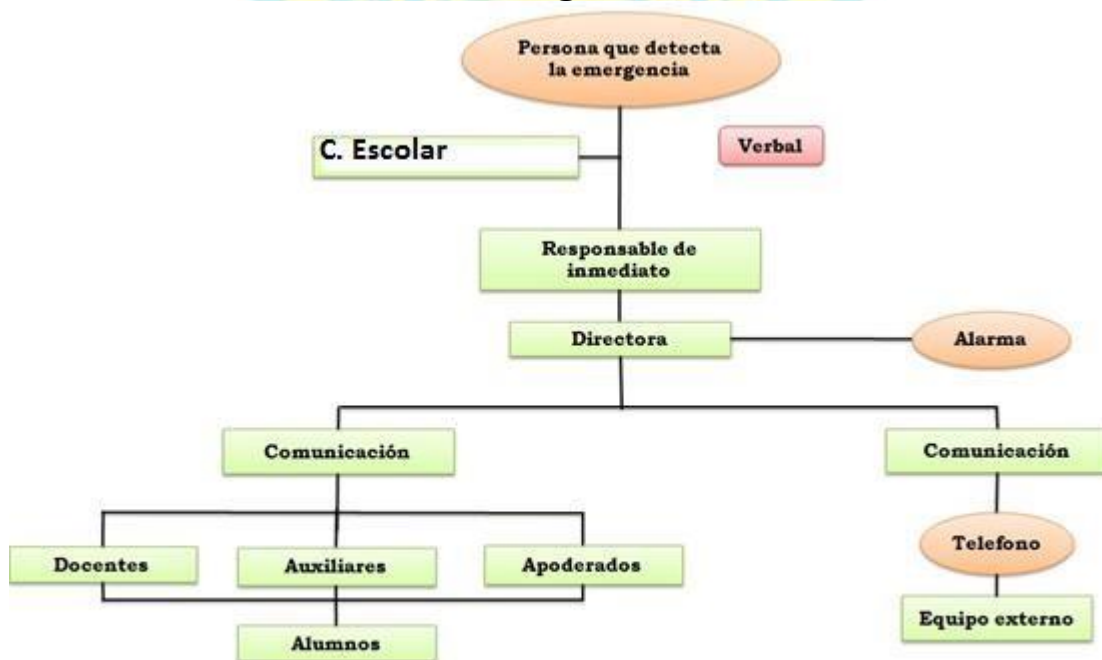 Persona que detecta
la emergencia
C. Escolar
Verbal
Responsable de
inmediato
Directora
Alarma
Comunicación
Comunicación
Docentes
Auxiliares
Apoderados
Telefono
Alumnos
Equipo externo